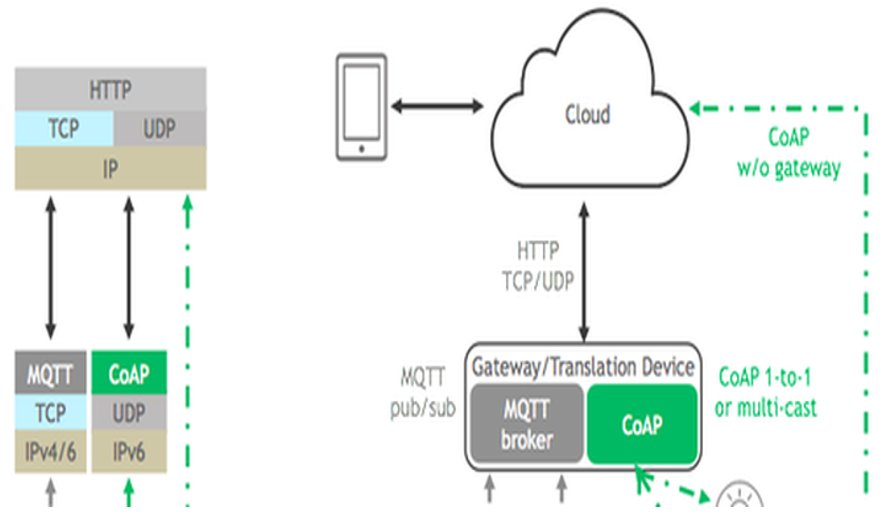 HTTP
TCP UDP
IP
MQTT CoAP
TCP UDP
IPv4/6 IPv6
Cloud
CoAP
w/o gateway
HTTP
TCP/UDP
MQTT
pub/sub
Gateway/Translation Device
MQTT
broker
CoAP
CoAP 1-to-1
or multi-cast